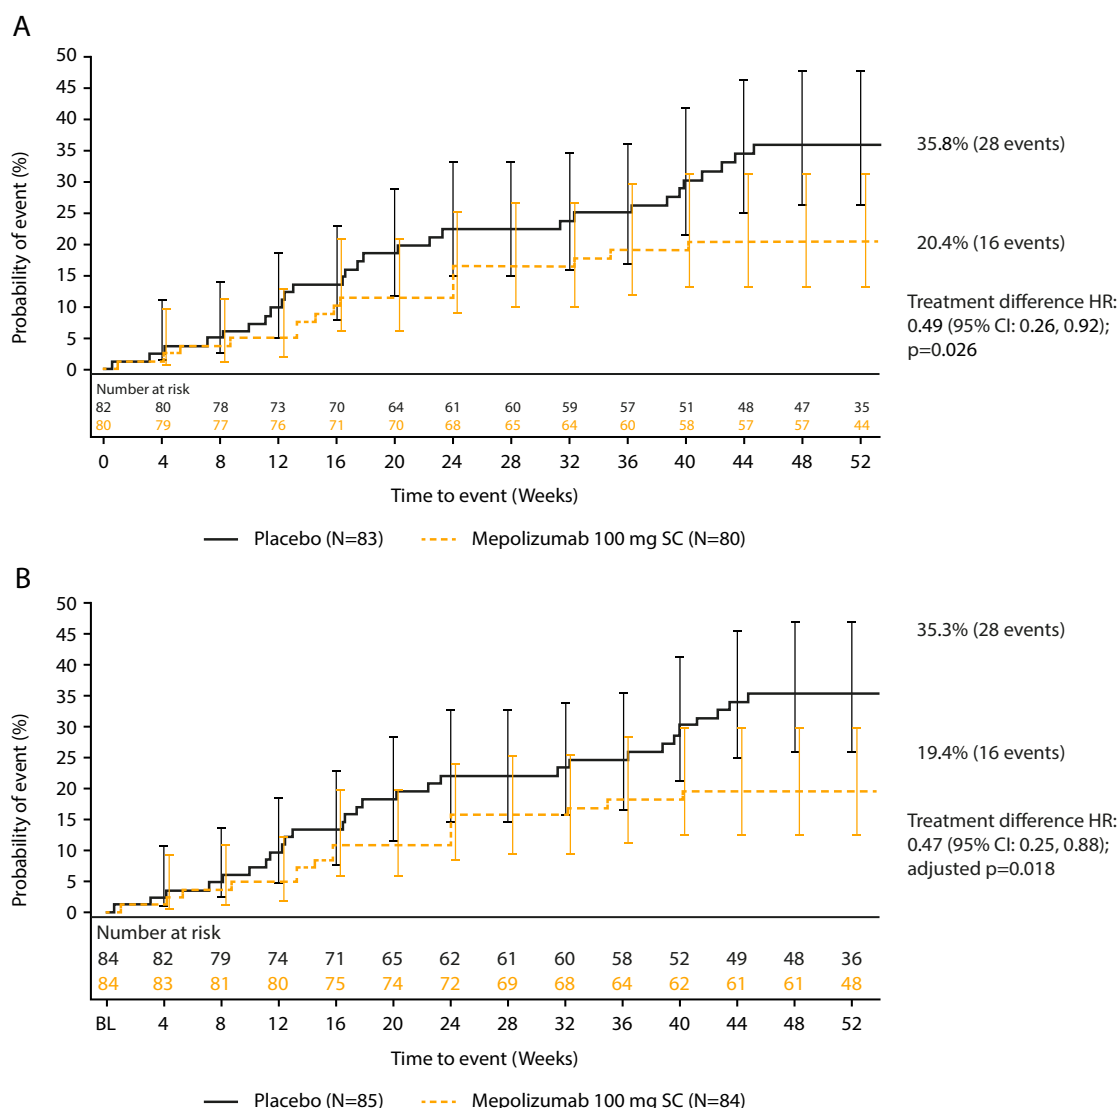 A
50
45
40
35
30
25
20
15
10
5
0
Probability of event (%)
35.8% (28 events)
20.4% (16 events)
Treatment difference HR:
0.49 (95% CI: 0.26, 0.92);
p=0.026
Number at risk
82 80 78 73 70 64 61 60 59 57 51 48 47 35
80 79 77 76 71 70 68 65 64 60 58 57 57 44
0 4 8 12 16 20 24 28 32 36 40 44 48 52
Time to event (Weeks)
Placebo (N=83) Mepolizumab 100 mg SC (N=80)
B
50
45
40
35
30
25
20
15
10
5
0
Probability of event (%)
35.3% (28 events)
19.4% (16 events)
Treatment difference HR:
0.47 (95% CI: 0.25, 0.88);
adjusted p=0.018
Number at risk
84 82 79 74 71 65 62 61 60 58 52 49 48 36
84 83 81 80 75 74 72 69 68 64 62 61 61 48
BL 4 8 12 16 20 24 28 32 36 40 44 48 52
Time to event (Weeks)
Placebo (N=85) Mepolizumab 100 mg SC (N=84)